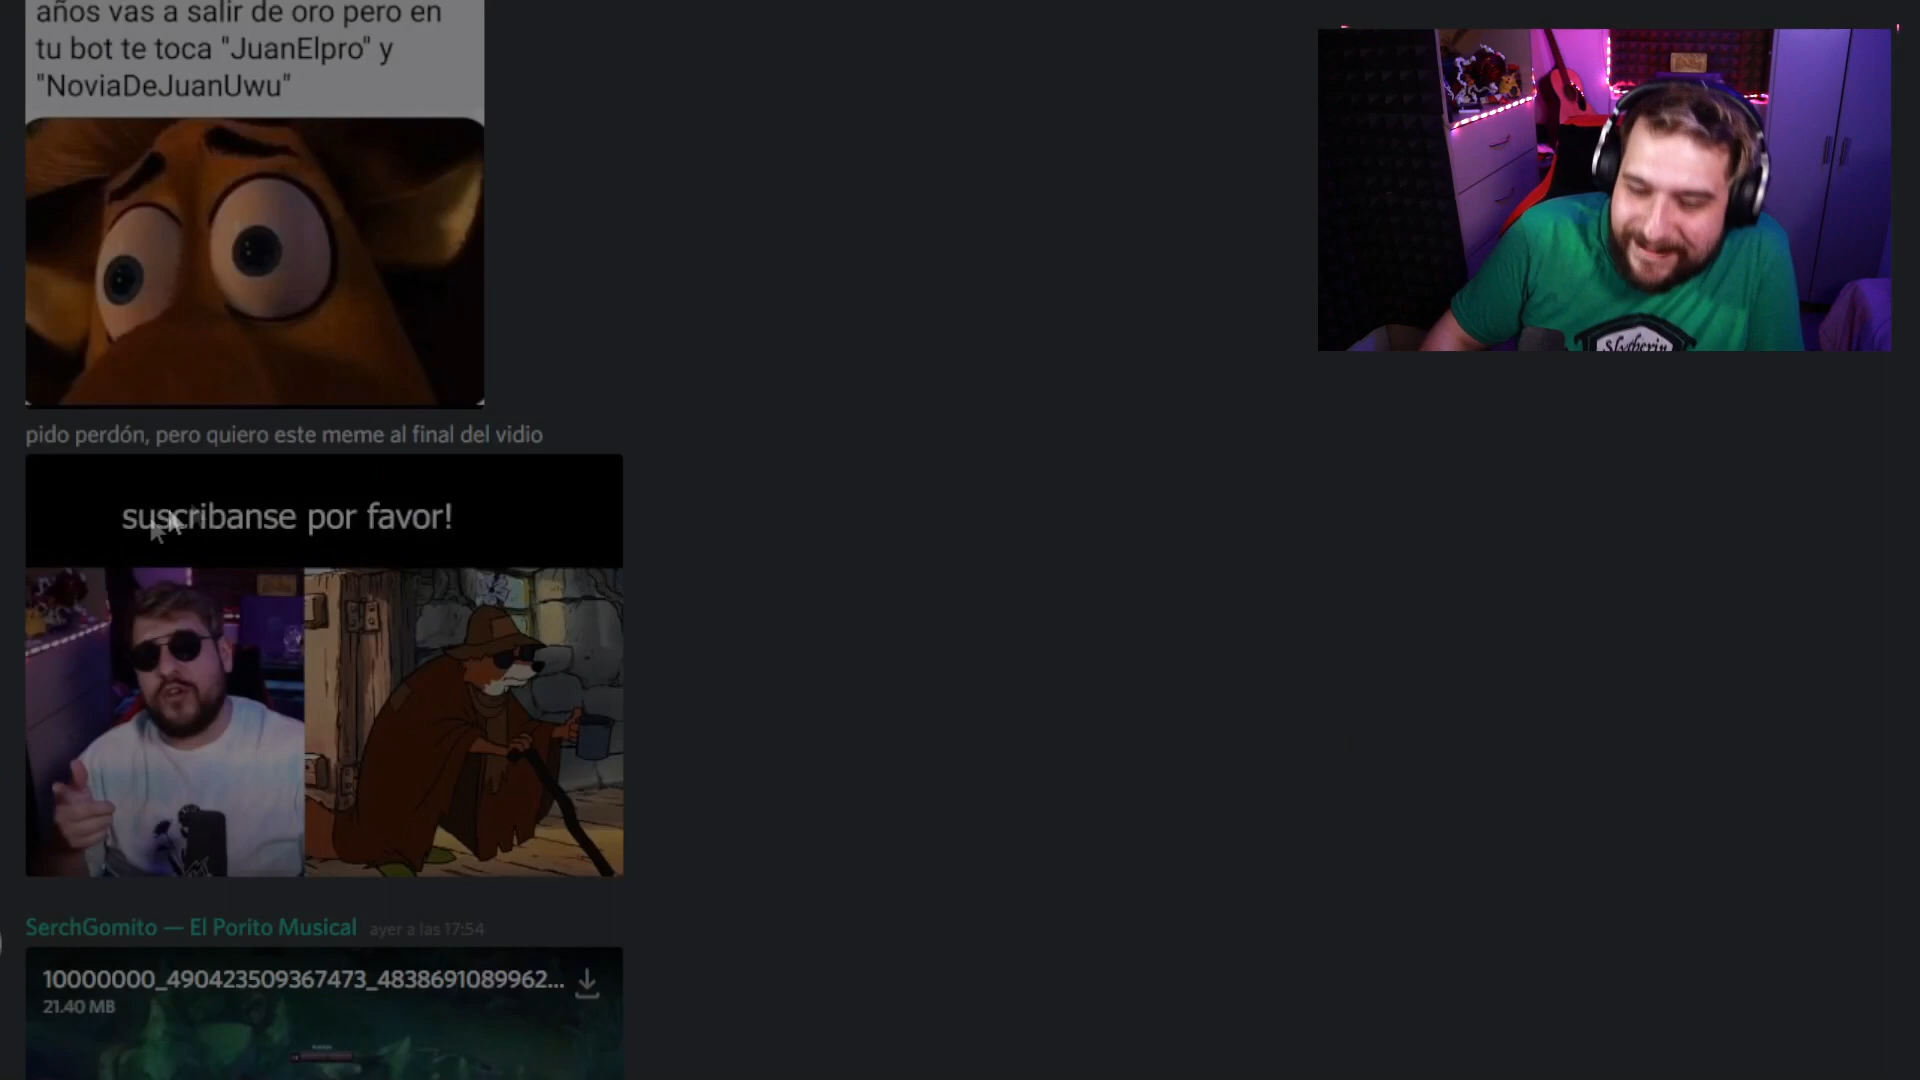 años vas a salir de oro pero en
tu bot te toca "JuanElpro" y
"NoviaDeJuanUwu"
pido perdón, pero quiero este meme al final del vidio
suscribanse por favor!
SerchGomito — El Porito Musical ayer a las 17:54
10000000_490423509367473_4838691089962...
21.40 MB
Slytherin